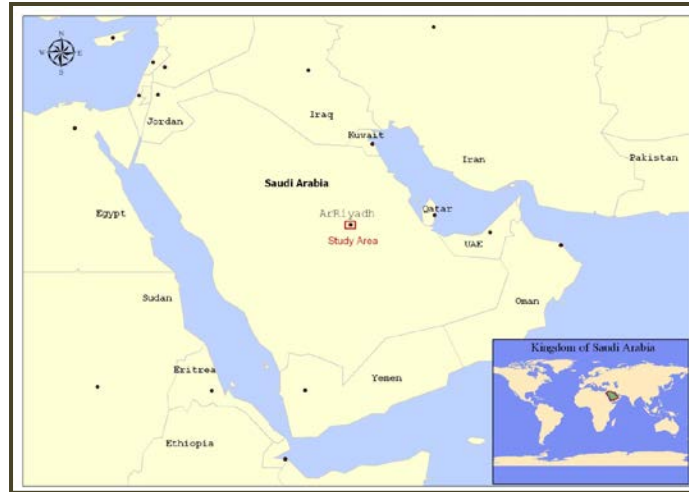 N
W E
S
Jordan
Iraq
Kuwait
Iran
Pakistan
Saudi Arabia
Egypt
ArRiyadh
Qatar
Study Area
UAE
Sudan
Oman
Kingdom of Saudi Arabia
Eritrea
Yemen
Ethiopia